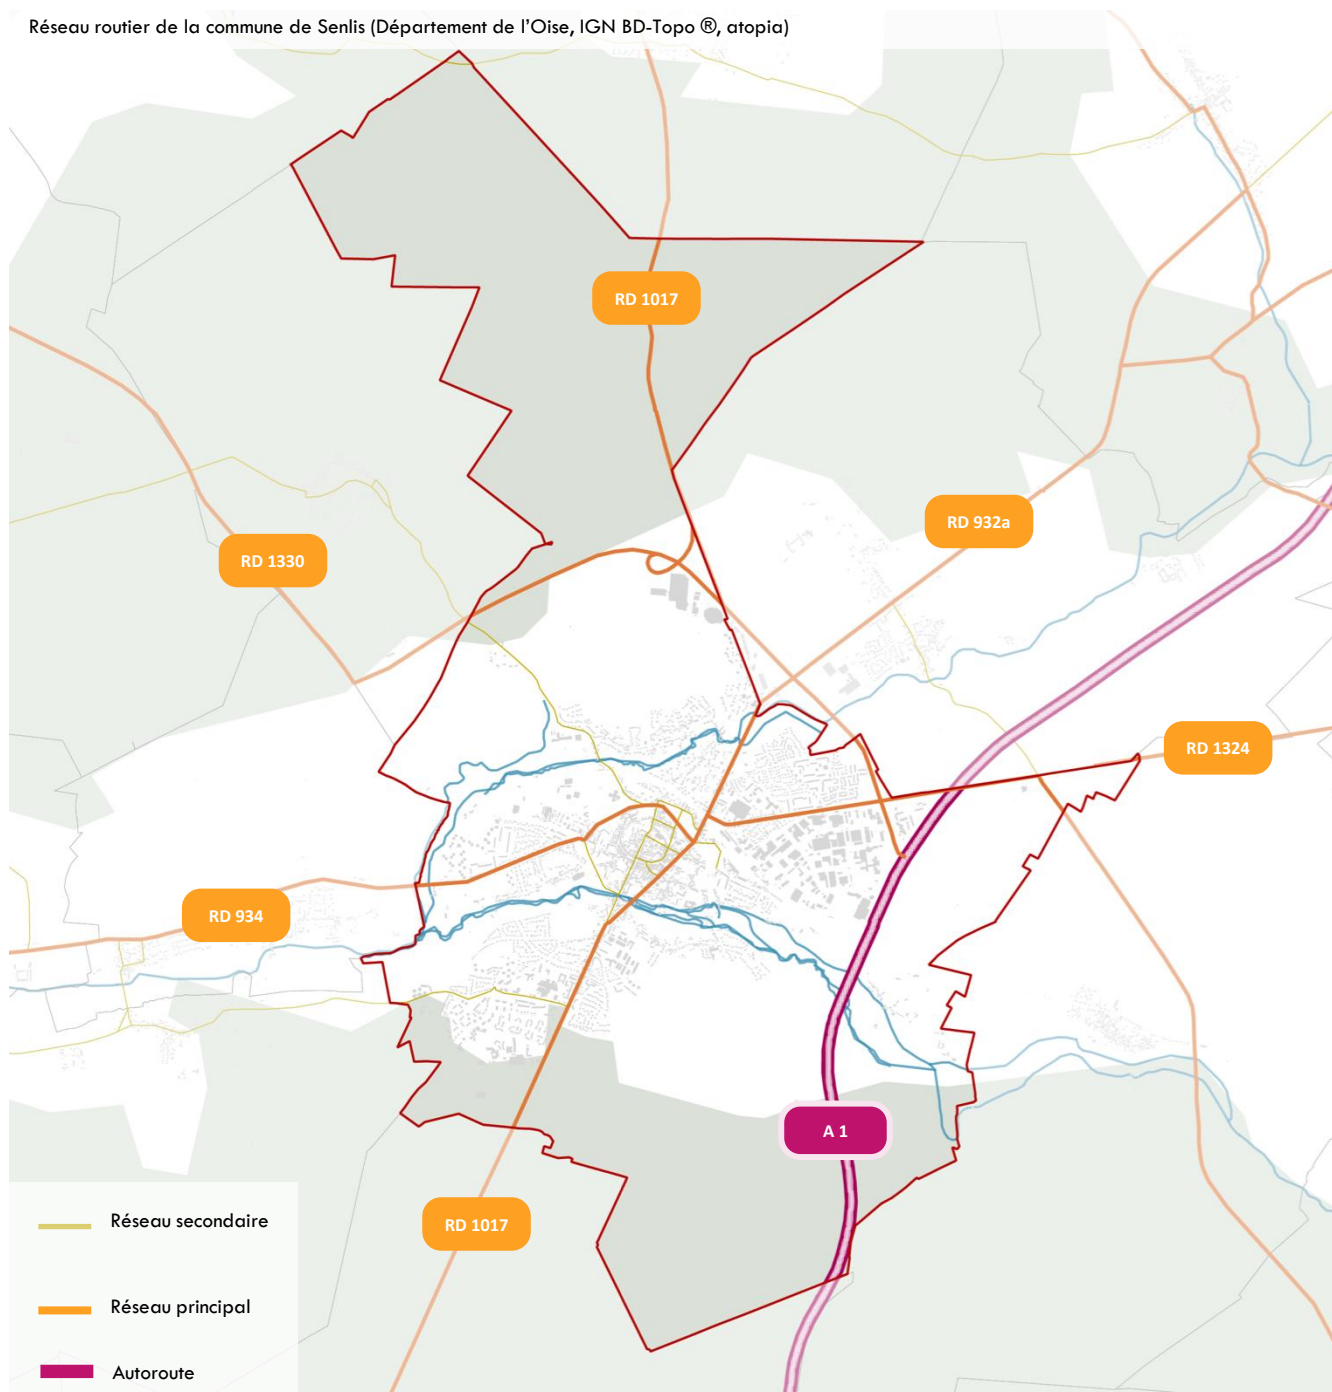 Réseau routier de la commune de Senlis (Département de l'Oise, IGN BD-Topo ®, atopia)
RD 1017
RD 932a
RD 1330
RD 1324
RD 934
A 1
RD 1017
Réseau secondaire
Réseau principal
Autoroute